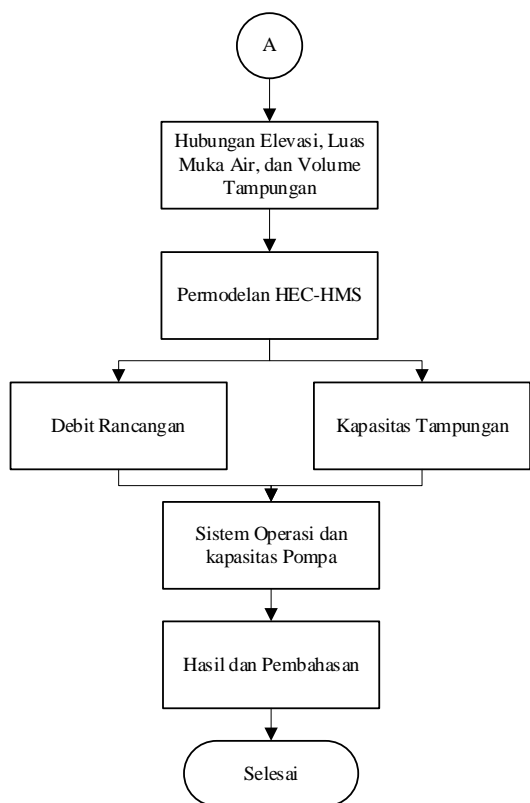 A
Hubungan Elevasi, Luas
Muka Air, dan Volume
Tampungan
Permodelan HEC-HMS
Debit Rancangan
Kapasitas Tampungan
Sistem Operasi dan
kapasitas Pompa
Hasil dan Pembahasan
Selesai